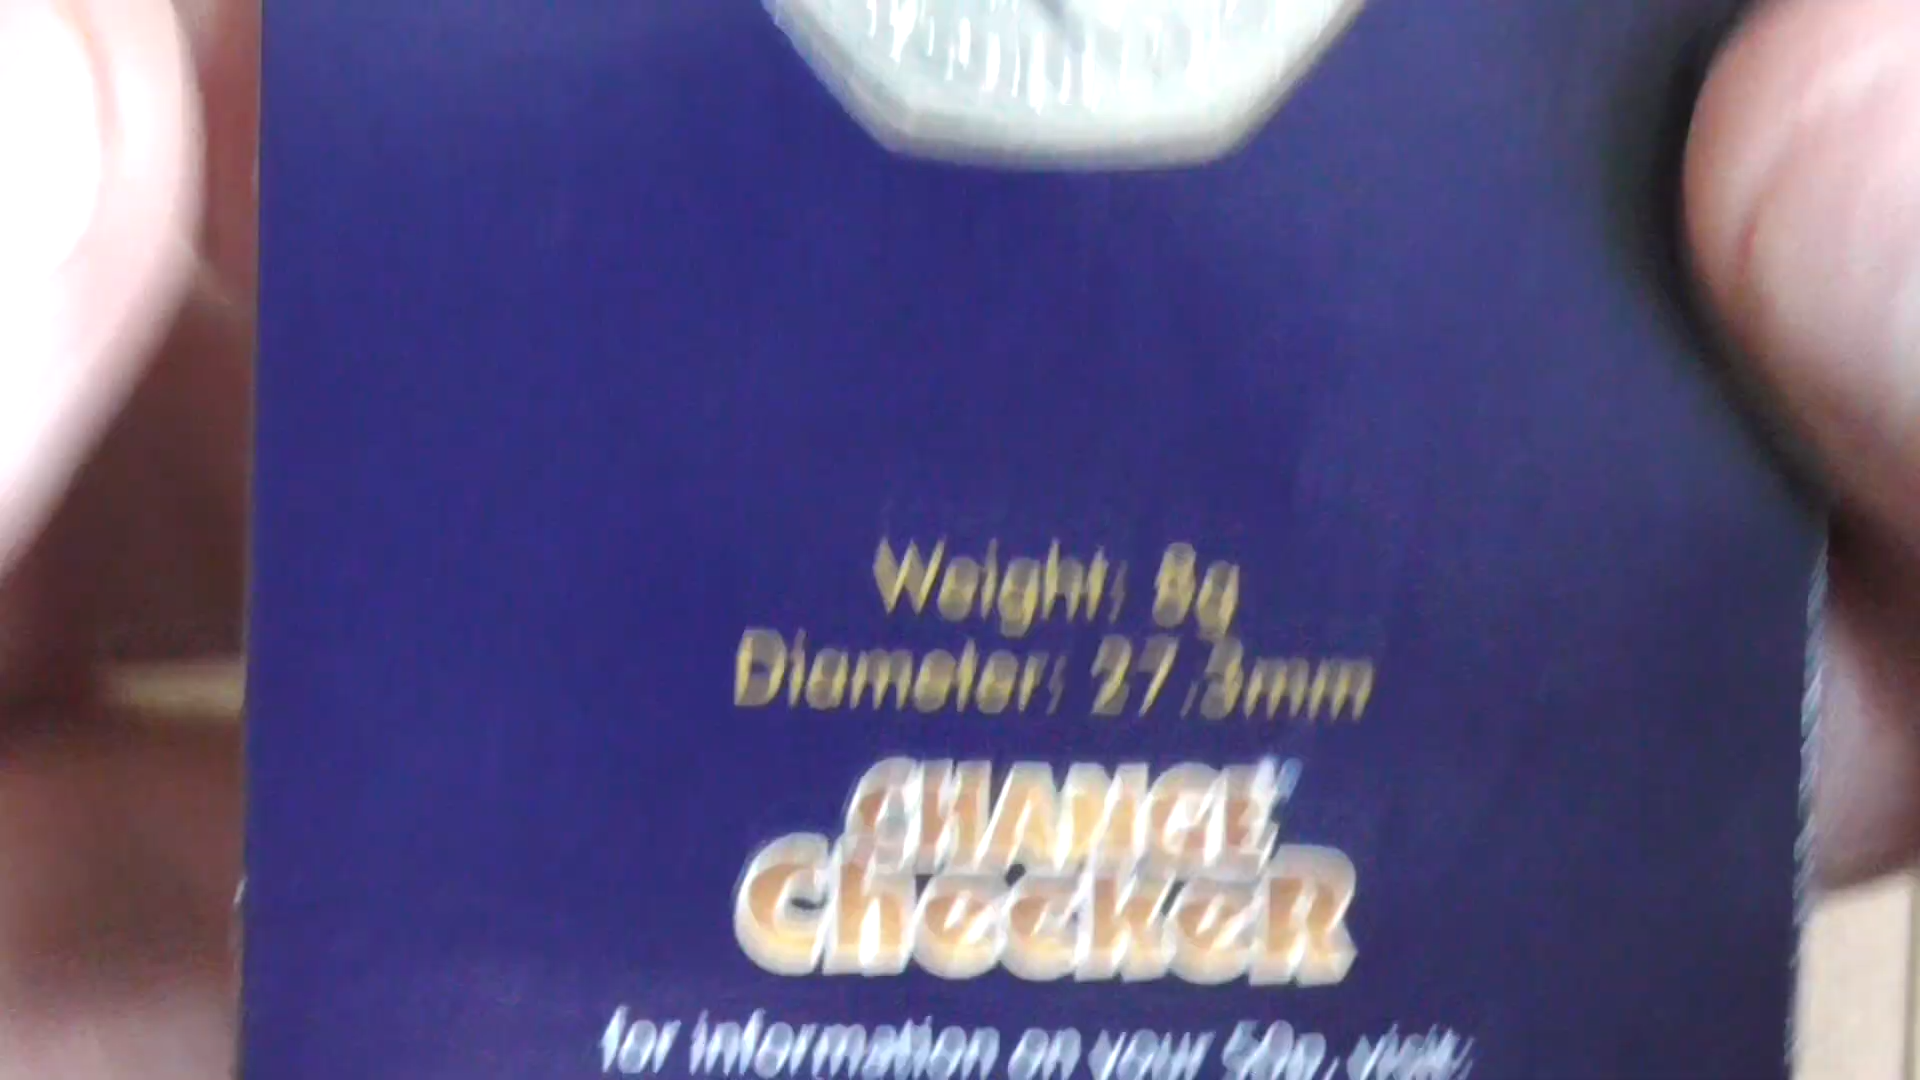 Weight: 8g
Diameter: 27.3mm
CHANGE
CheckeR
for information on your 50p, visit: